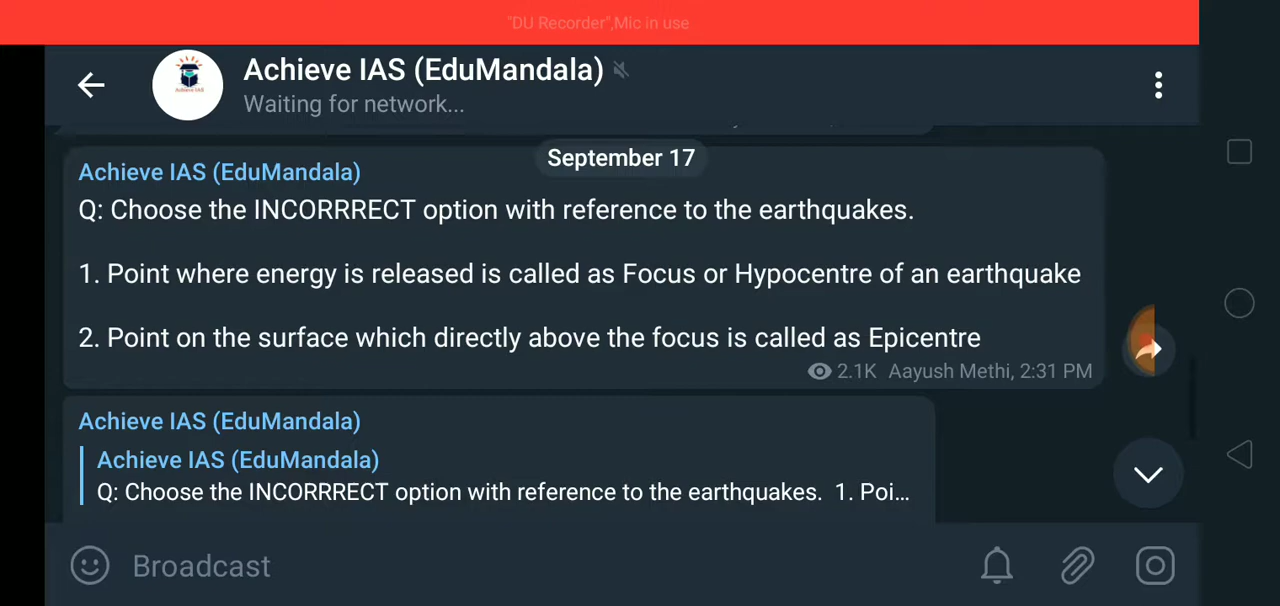 "DU Recorder",Mic in use
Achieve IAS (EduMandala)
Waiting for network...
Achieve IAS
September 17
Achieve IAS (EduMandala)
Q: Choose the INCORRRECT option with reference to the earthquakes.
1. Point where energy is released is called as Focus or Hypocentre of an earthquake
2. Point on the surface which directly above the focus is called as Epicentre
2.1K Aayush Methi, 2:31 PM
Achieve IAS (EduMandala)
Achieve IAS (EduMandala)
Q: Choose the INCORRRECT option with reference to the earthquakes. 1. Poi...
Broadcast